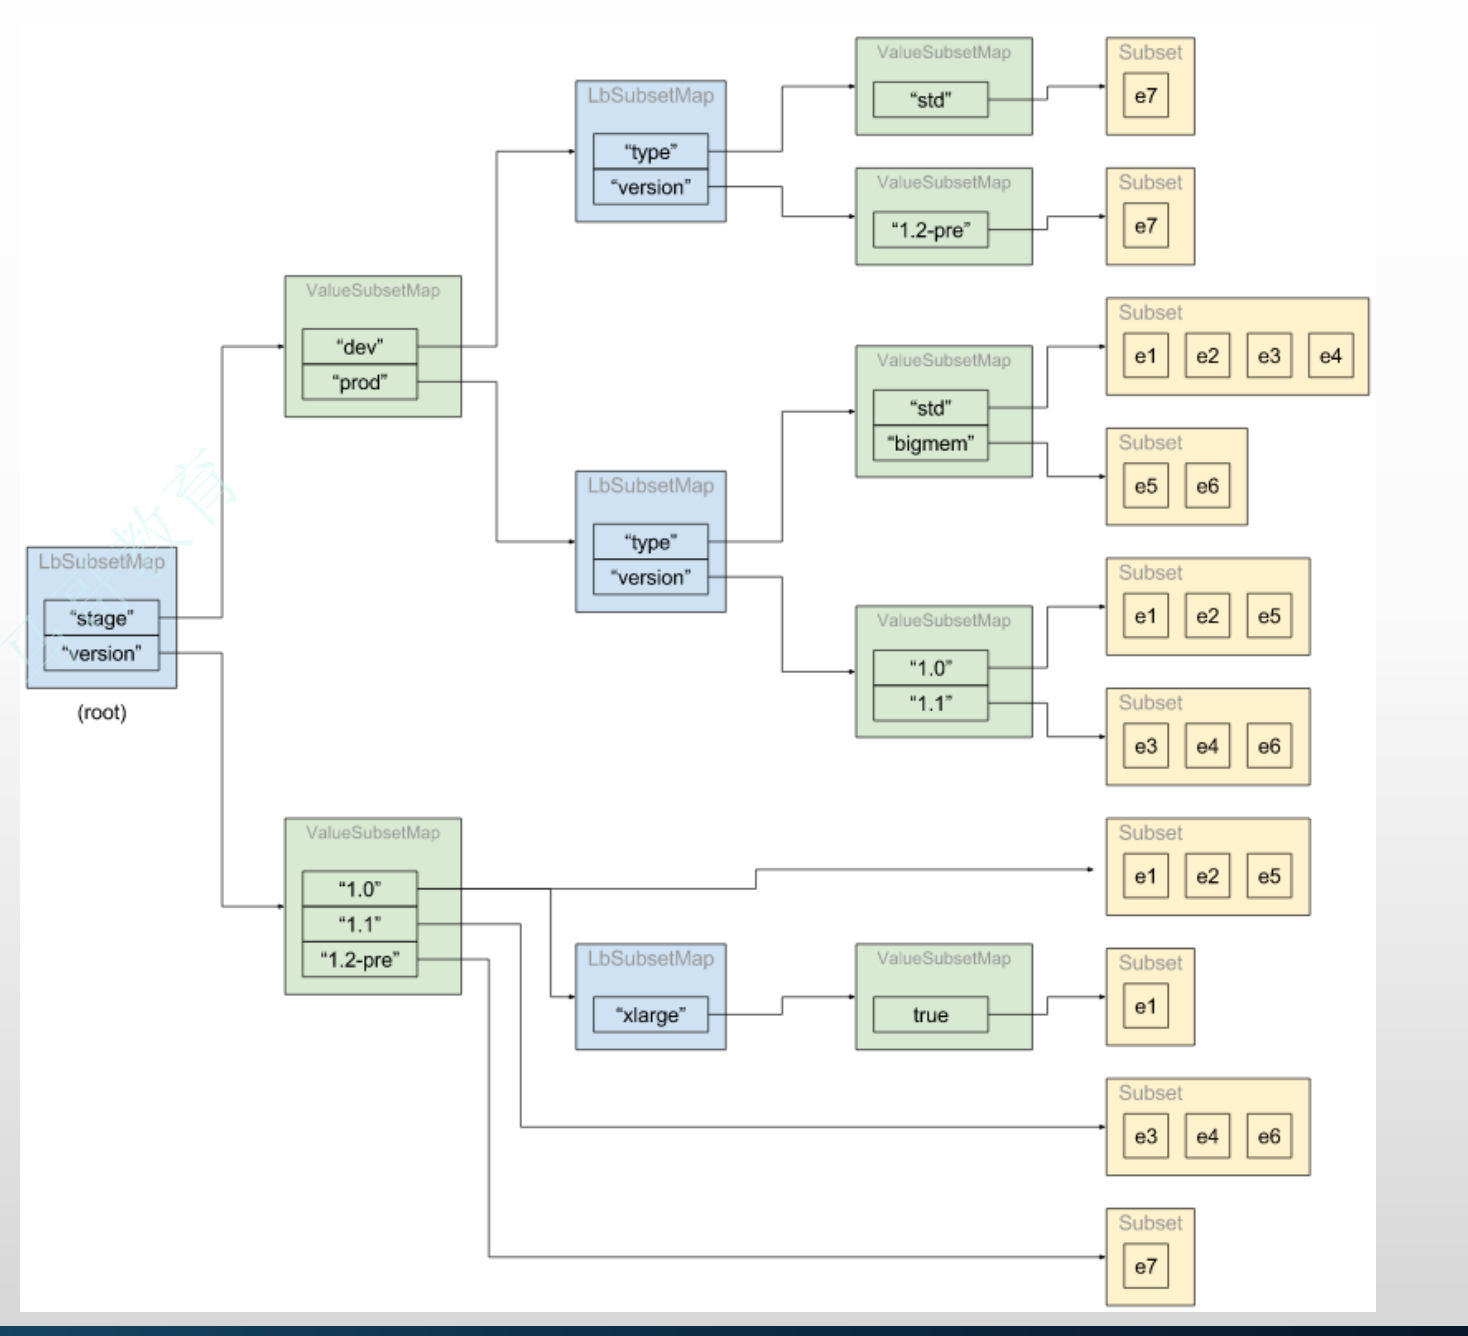 ValueSubsetMap
“std”
Subset
e7
LbSubsetMap
“type”
“version”
ValueSubsetMap
“1.2-pre”
Subset
e7
ValueSubsetMap
“dev”
“prod”
Subset
e1 e2 e3 e4
ValueSubsetMap
“std”
“bigmem”
Subset
e5 e6
LbSubsetMap
“type”
“version”
Subset
e1 e2 e5
ValueSubsetMap
“1.0”
“1.1”
Subset
e3 e4 e6
LbSubsetMap
“stage”
“version”
(root)
ValueSubsetMap
“1.0”
“1.1”
“1.2-pre”
Subset
e1 e2 e5
LbSubsetMap
“xlarge”
ValueSubsetMap
true
Subset
e1
Subset
e3 e4 e6
Subset
e7
教育